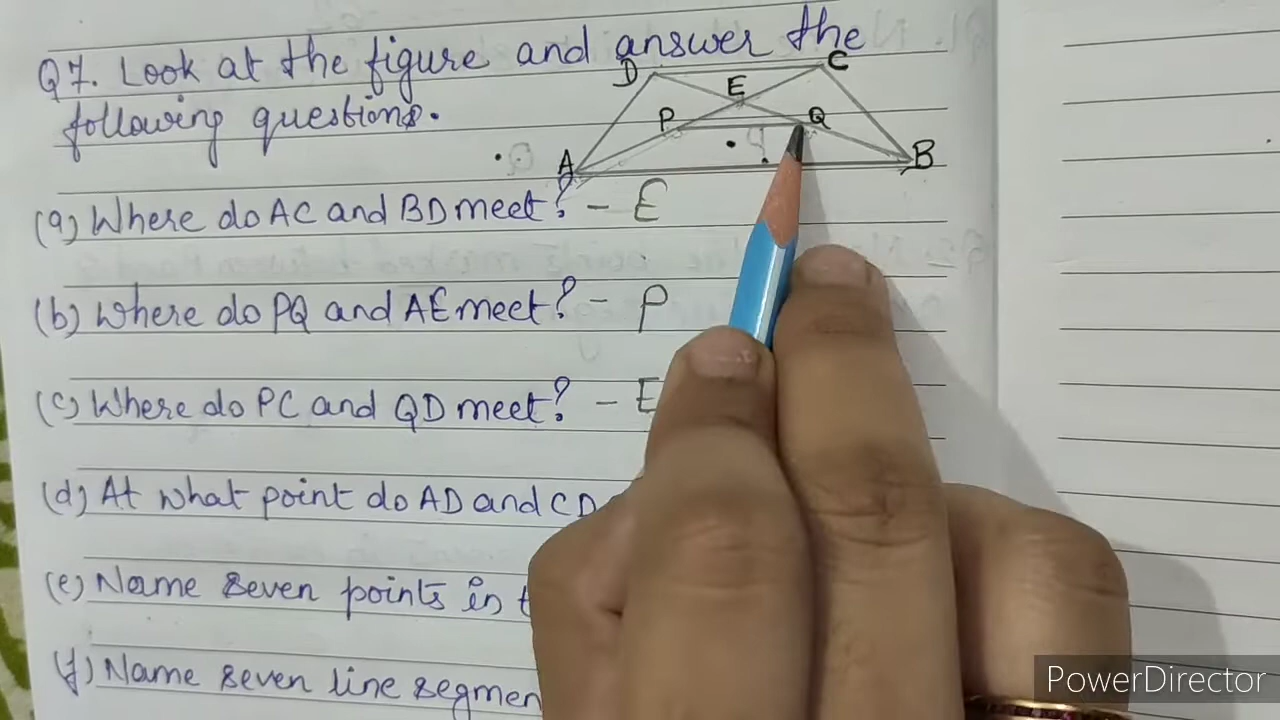 Q7. Look at the figure and answer the
following questions.
D
C
E
P
Q
A
B
(a) Where do AC and BD meet? - E
(b) Where do PQ and AE meet? - P
(c) Where do PC and QD meet? - E
(d) At what point do AD and CD
(e) Name seven points in t
(f) Name seven line segmen
PowerDirector